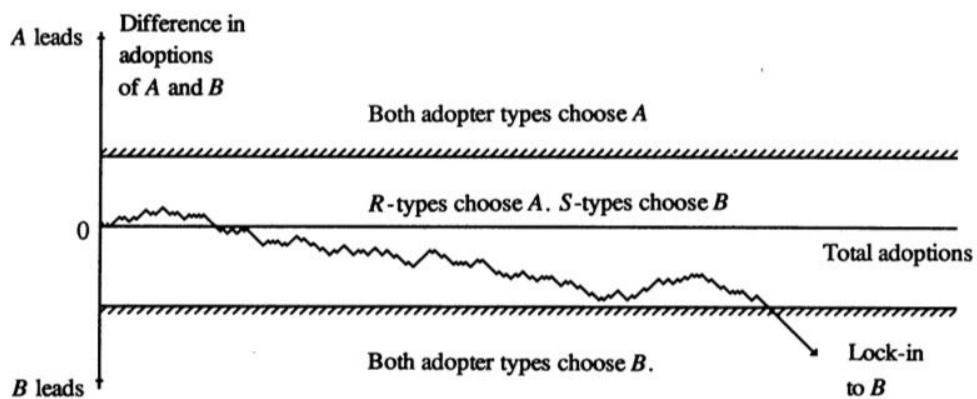 Difference in
A leads
adoptions
of A and B
Both adopter types choose A
R-types choose A. S-types choose B
0
Total adoptions
Both adopter types choose B.
Lock-in
B leads
to B